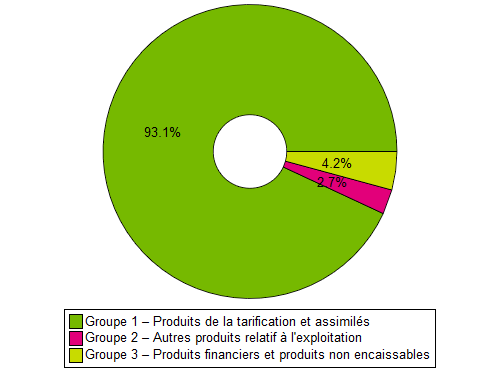 93.1%
4.2%
2.7%
Groupe 1 – Produits de la tarification et assimilés
Groupe 2 – Autres produits relatif à l'exploitation
Groupe 3 – Produits financiers et produits non encaissables